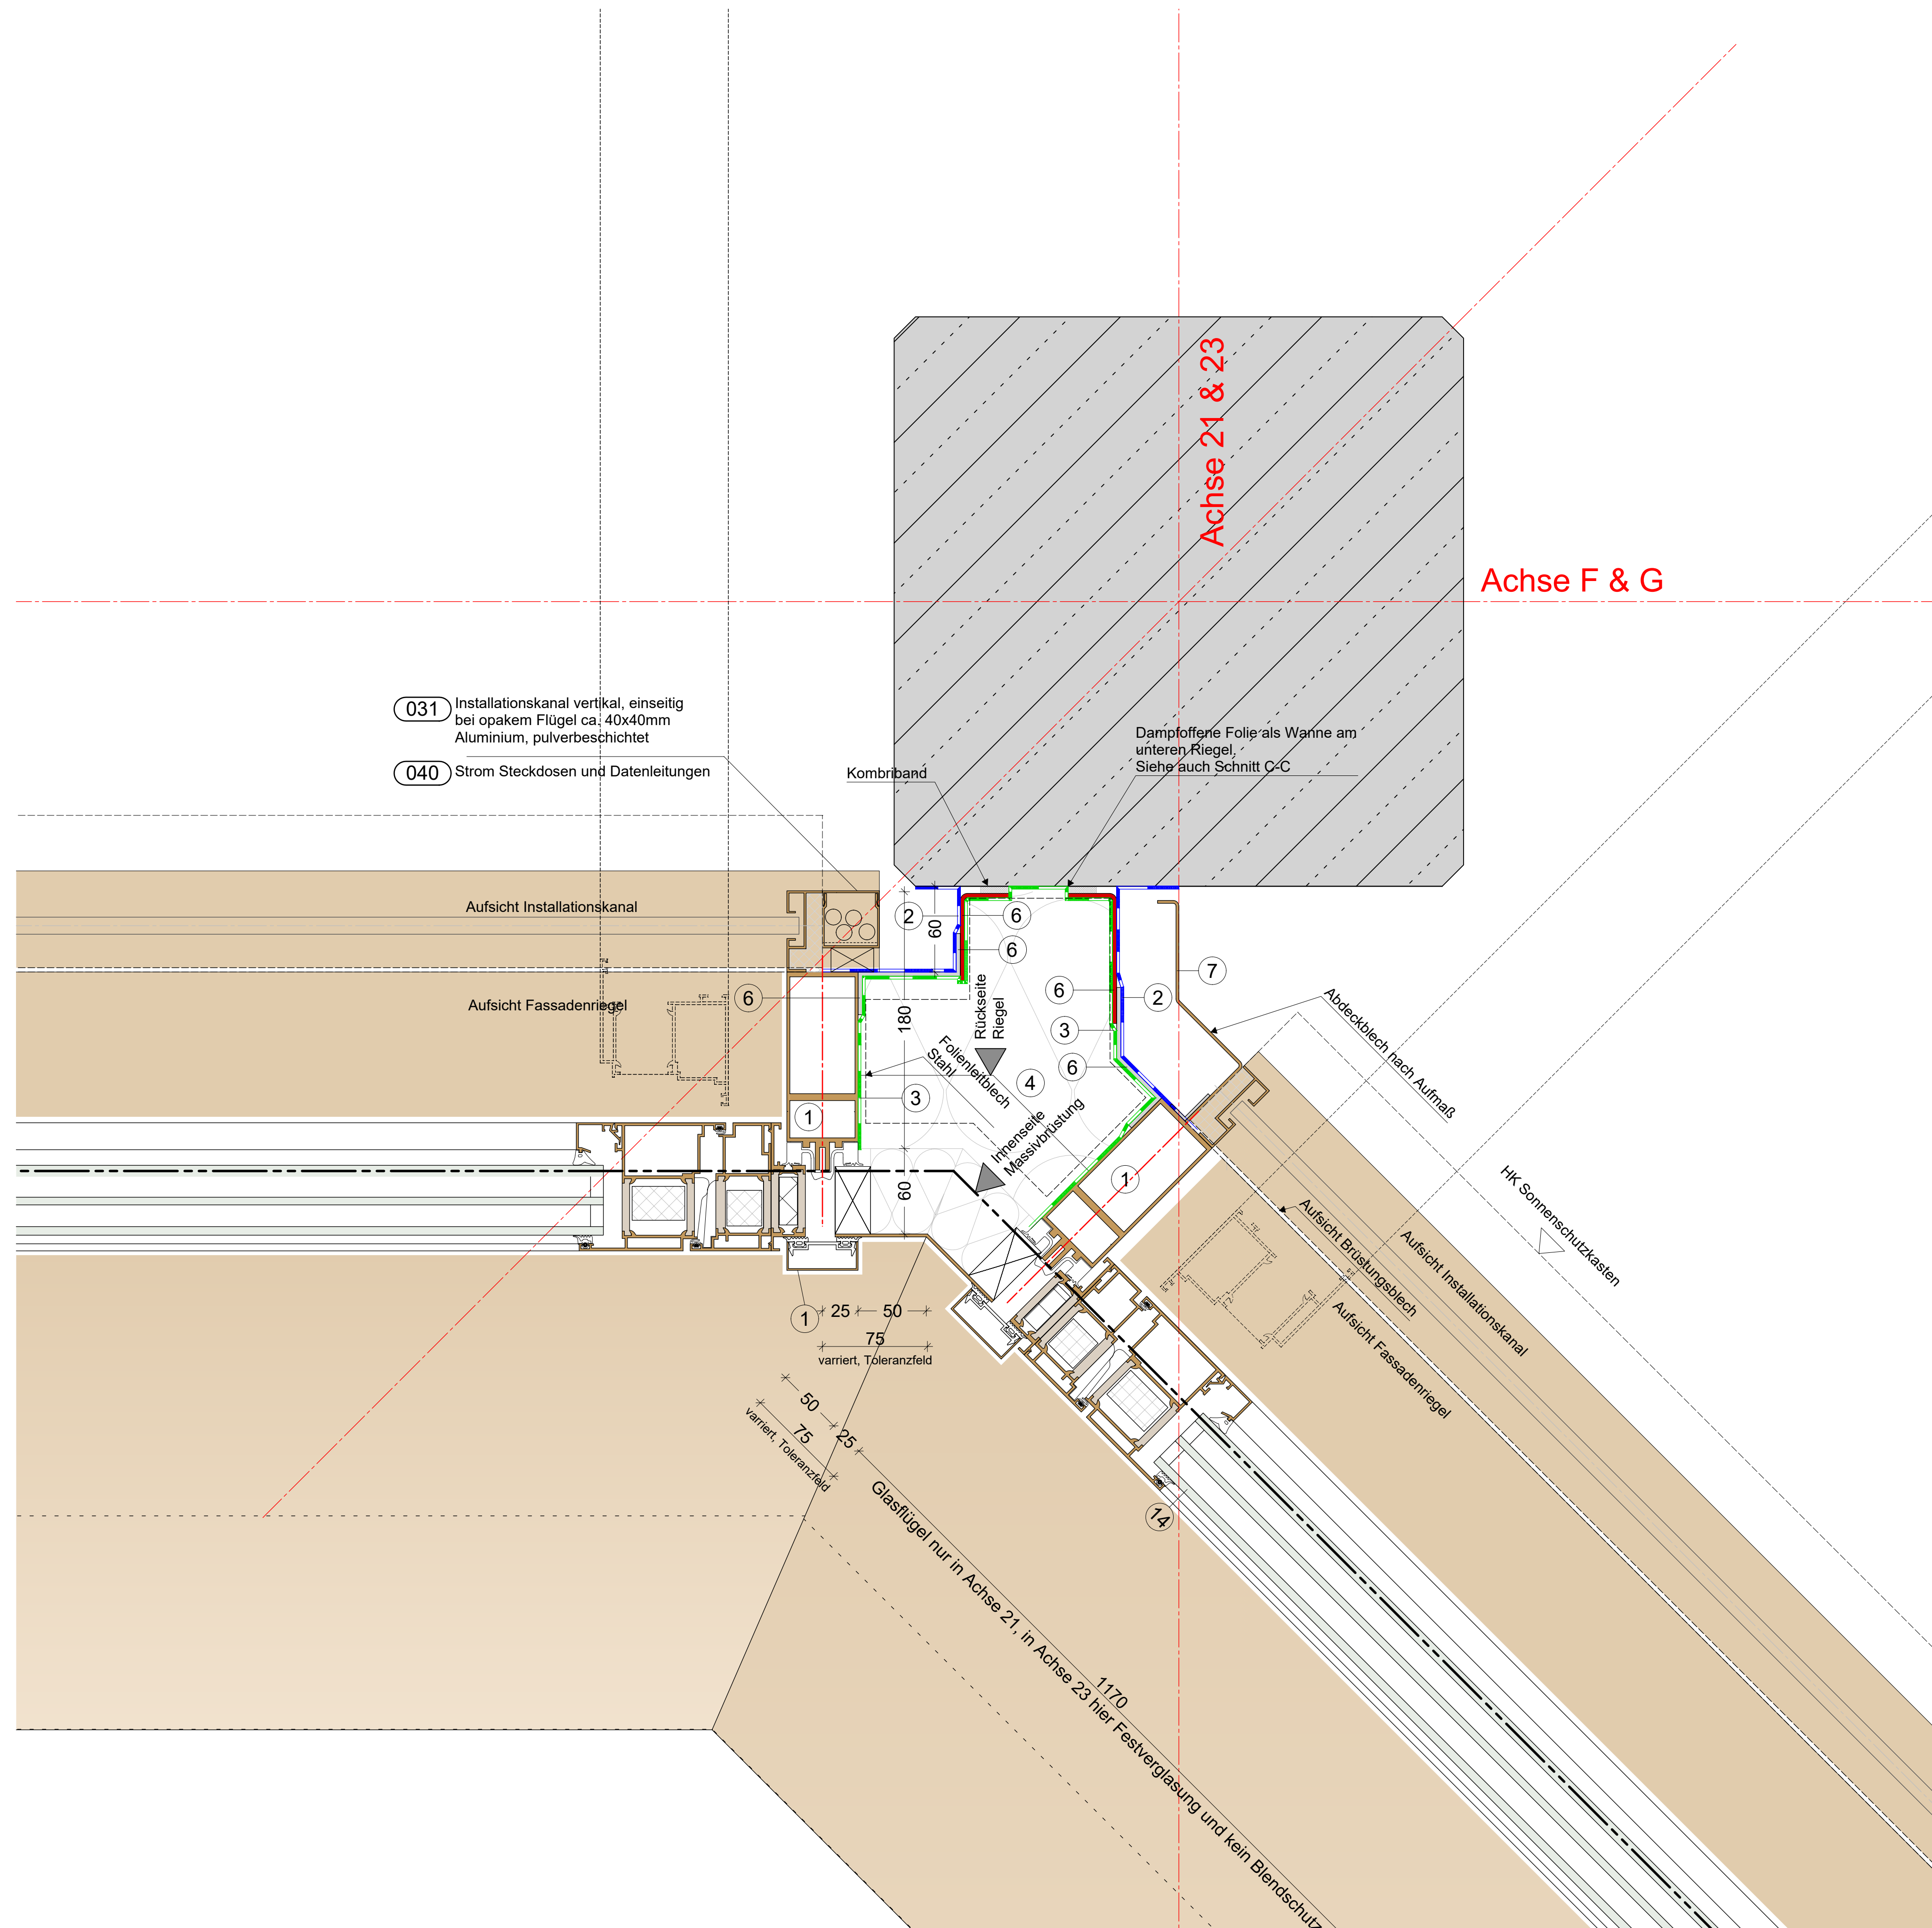 Achse 21 & 23
Achse F & G
031
Installationskanal vertikal, einseitig
bei opakem Flügel ca. 40x40mm
Aluminium, pulverbeschichtet
040
Strom Steckdosen und Datenleitungen
Kombriband
Dampfoffene Folie als Wanne am
unteren Riegel.
Siehe auch Schnitt C-C
Aufsicht Installationskanal
2
6
60
6
7
Aufsicht Fassadenriegel
6
180
Rückseite
Riegel
6
2
3
Abdeckblech nach Aufmaß
Folienleitblech
Stahl
4
6
3
1
Innenseite
Massivbrüstung
1
60
HK Sonnenschutzkasten
Aufsicht Brüstungsblech
Aufsicht Installationskanal
Aufsicht Fassadenriegel
1
25
50
75
varriert, Toleranzfeld
50
25
75
varriert, Toleranzfeld
14
1170
Glasflügel nur in Achse 21, in Achse 23 hier Festverglasung und kein Blendschutz